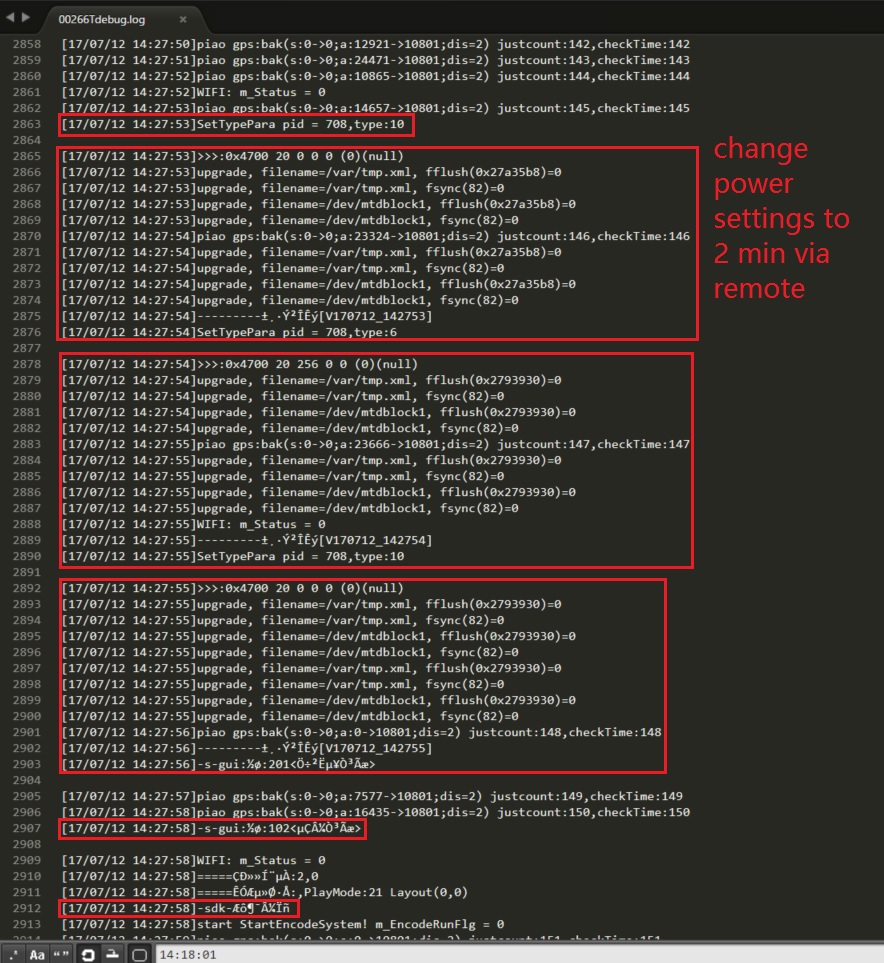 00266Tdebug.log ×
2858 [17/07/12 14:27:50]piao gps:bak(s:0->0;a:12921->10801;dis=2) justcount:142,checkTime:142
2859 [17/07/12 14:27:51]piao gps:bak(s:0->0;a:24471->10801;dis=2) justcount:143,checkTime:143
2860 [17/07/12 14:27:52]piao gps:bak(s:0->0;a:10865->10801;dis=2) justcount:144,checkTime:144
2861 [17/07/12 14:27:52]WIFI: m_Status = 0
2862 [17/07/12 14:27:53]piao gps:bak(s:0->0;a:14657->10801;dis=2) justcount:145,checkTime:145
2863 [17/07/12 14:27:53]SetTypePara pid = 708,type:10
2864
2865 [17/07/12 14:27:53]>>>:0x4700 20 0 0 0 (0)(null)
2866 [17/07/12 14:27:53]upgrade, filename=/var/tmp.xml, fflush(0x27a35b8)=0
2867 [17/07/12 14:27:53]upgrade, filename=/var/tmp.xml, fsync(82)=0
2868 [17/07/12 14:27:53]upgrade, filename=/dev/mtdblock1, fflush(0x27a35b8)=0
2869 [17/07/12 14:27:53]upgrade, filename=/dev/mtdblock1, fsync(82)=0
2870 [17/07/12 14:27:54]piao gps:bak(s:0->0;a:23324->10801;dis=2) justcount:146,checkTime:146
2871 [17/07/12 14:27:54]upgrade, filename=/var/tmp.xml, fflush(0x27a35b8)=0
2872 [17/07/12 14:27:54]upgrade, filename=/var/tmp.xml, fsync(82)=0
2873 [17/07/12 14:27:54]upgrade, filename=/dev/mtdblock1, fflush(0x27a35b8)=0
2874 [17/07/12 14:27:54]upgrade, filename=/dev/mtdblock1, fsync(82)=0
2875 [17/07/12 14:27:54]---------±¸·Ý²ÎÊý[V170712_142753]
2876 [17/07/12 14:27:54]SetTypePara pid = 708,type:6
2877
2878 [17/07/12 14:27:54]>>>:0x4700 20 256 0 0 (0)(null)
2879 [17/07/12 14:27:54]upgrade, filename=/var/tmp.xml, fflush(0x2793930)=0
2880 [17/07/12 14:27:54]upgrade, filename=/var/tmp.xml, fsync(82)=0
2881 [17/07/12 14:27:54]upgrade, filename=/dev/mtdblock1, fflush(0x2793930)=0
2882 [17/07/12 14:27:54]upgrade, filename=/dev/mtdblock1, fsync(82)=0
2883 [17/07/12 14:27:55]piao gps:bak(s:0->0;a:23666->10801;dis=2) justcount:147,checkTime:147
2884 [17/07/12 14:27:55]upgrade, filename=/var/tmp.xml, fflush(0x2793930)=0
2885 [17/07/12 14:27:55]upgrade, filename=/var/tmp.xml, fsync(82)=0
2886 [17/07/12 14:27:55]upgrade, filename=/dev/mtdblock1, fflush(0x2793930)=0
2887 [17/07/12 14:27:55]upgrade, filename=/dev/mtdblock1, fsync(82)=0
2888 [17/07/12 14:27:55]WIFI: m_Status = 0
2889 [17/07/12 14:27:55]---------±¸·Ý²ÎÊý[V170712_142754]
2890 [17/07/12 14:27:55]SetTypePara pid = 708,type:10
2891
2892 [17/07/12 14:27:55]>>>:0x4700 20 0 0 0 (0)(null)
2893 [17/07/12 14:27:55]upgrade, filename=/var/tmp.xml, fflush(0x2793930)=0
2894 [17/07/12 14:27:55]upgrade, filename=/var/tmp.xml, fsync(82)=0
2895 [17/07/12 14:27:55]upgrade, filename=/dev/mtdblock1, fflush(0x2793930)=0
2896 [17/07/12 14:27:55]upgrade, filename=/dev/mtdblock1, fsync(82)=0
2897 [17/07/12 14:27:55]upgrade, filename=/var/tmp.xml, fflush(0x2793930)=0
2898 [17/07/12 14:27:55]upgrade, filename=/var/tmp.xml, fsync(82)=0
2899 [17/07/12 14:27:55]upgrade, filename=/dev/mtdblock1, fflush(0x2793930)=0
2900 [17/07/12 14:27:55]upgrade, filename=/dev/mtdblock1, fsync(82)=0
2901 [17/07/12 14:27:56]piao gps:bak(s:0->0;a:0->10801;dis=2) justcount:148,checkTime:148
2902 [17/07/12 14:27:56]---------±¸·Ý²ÎÊý[V170712_142755]
2903 [17/07/12 14:27:56]-s-gui:½ø:201<Ö÷²Ëµ¥Ò³Ãæ>
2904
2905 [17/07/12 14:27:57]piao gps:bak(s:0->0;a:7577->10801;dis=2) justcount:149,checkTime:149
2906 [17/07/12 14:27:58]piao gps:bak(s:0->0;a:16435->10801;dis=2) justcount:150,checkTime:150
2907 [17/07/12 14:27:58]-s-gui:½ø:102<µÇÂ¼Ò³Ãæ>
2908
2909 [17/07/12 14:27:58]WIFI: m_Status = 0
2910 [17/07/12 14:27:58]=====ÇÐ»»Í¨µÀ:2,0
2911 [17/07/12 14:27:58]=====ÊÓÆµ»Ø·Å:,PlayMode:21 Layout(0,0)
2912 [17/07/12 14:27:58]-sdk-Æô¶¯Â¼Ïñ
2913 [17/07/12 14:27:58]start StartEncodeSystem! m_EncodeRunFlg = 0
change
power
settings to
2 min via
remote
.* Aa “”
14:18:01